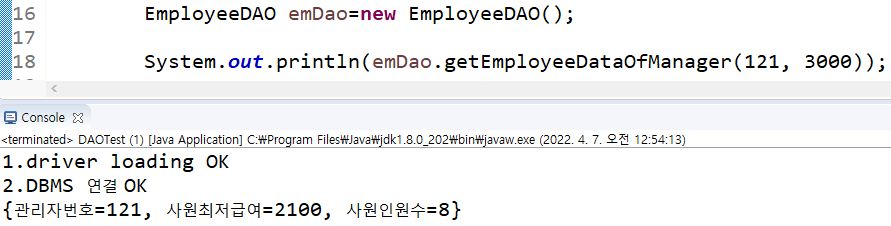 16 EmployeeDAO emDao=new EmployeeDAO();
17
18 System.out.println(emDao.getEmployeeDataOfManager(121, 3000));
Console
<terminated> DAOTest (1) [Java Application] C:₩Program Files₩Java₩jdk1.8.0_202₩bin₩javaw.exe (2022. 4. 7. 오전 12:54:13)
1.driver loading OK
2.DBMS 연결 OK
{관리자번호=121, 사원최저급여=2100, 사원인원수=8}